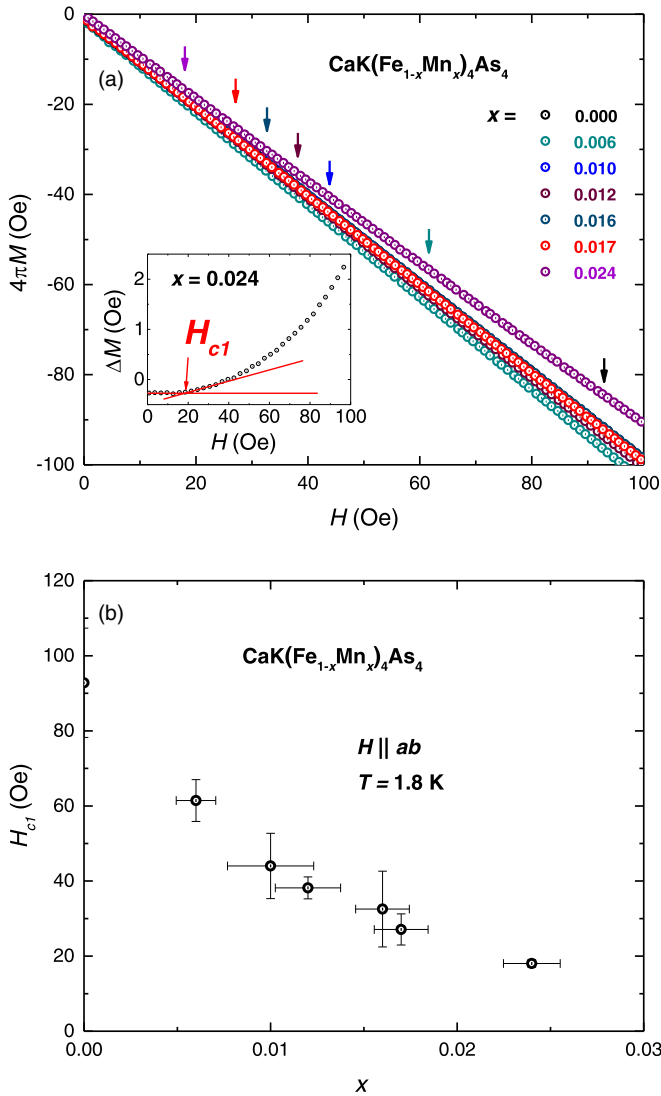 0
(a)
CaK(Fe1-xMnx)4As4
x =
0.000
0.006
0.010
0.012
0.016
0.017
0.024
-20
-40
-60
-80
-100
4πM (Oe)
2
1
0
ΔM (Oe)
x = 0.024
Hc1
0 20 40 60 80 100
H (Oe)
0 20 40 60 80 100
H (Oe)
120
100
80
60
40
20
0
Hc1 (Oe)
(b)
CaK(Fe1-xMnx)4As4
H || ab
T = 1.8 K
0.00 0.01 0.02 0.03
x